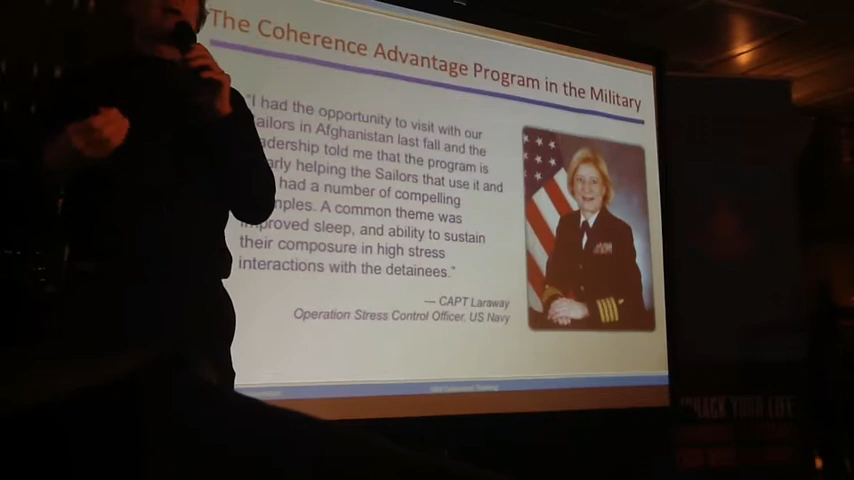 The Coherence Advantage Program in the Military
"I had the opportunity to visit with our
ailors in Afghanistan last fall and the
adership told me that the program is
arly helping the Sailors that use it and
had a number of compelling
mples. A common theme was
improved sleep, and ability to sustain
their composure in high stress
interactions with the detainees."
— CAPT Laraway
Operation Stress Control Officer, US Navy
HACK YOUR LIFE